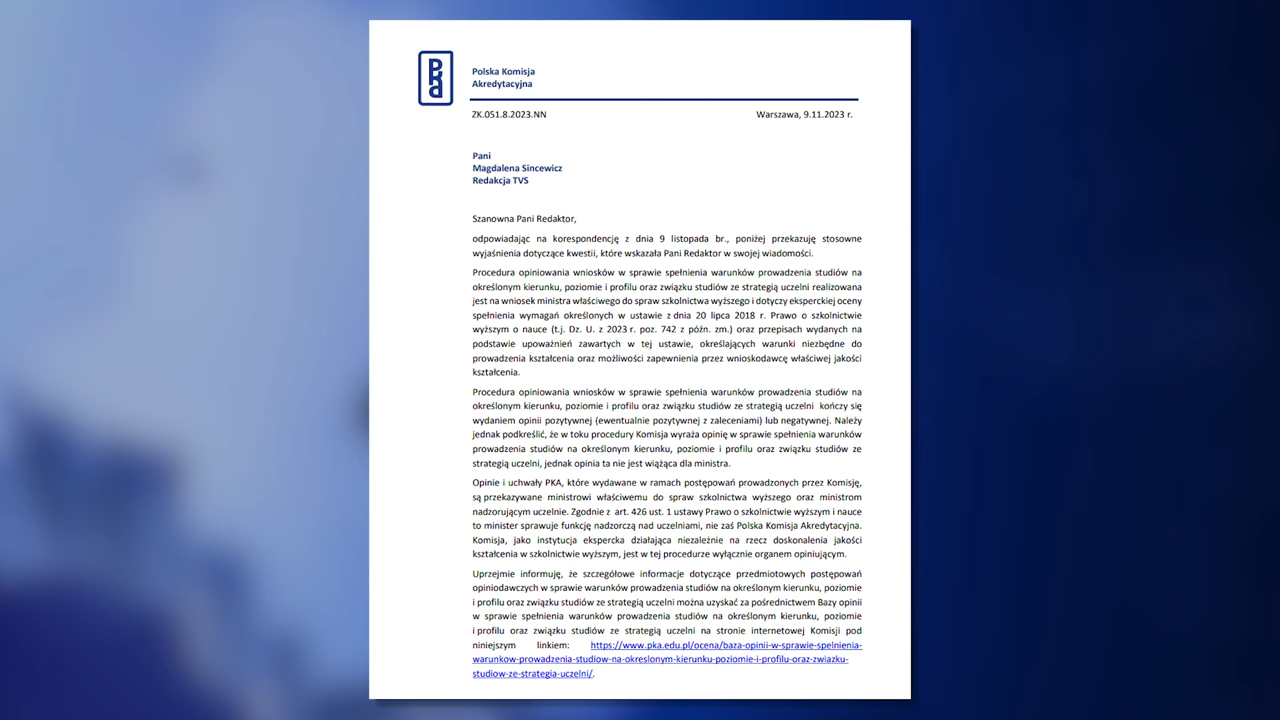 pka
Polska Komisja
Akredytacyjna
ZK.051.8.2023.NN Warszawa, 9.11.2023 r.
Pani
Magdalena Sincewicz
Redakcja TVS
Szanowna Pani Redaktor,
odpowiadając na korespondencję z dnia 9 listopada br., poniżej przekazuję stosowne
wyjaśnienia dotyczące kwestii, które wskazała Pani Redaktor w swojej wiadomości.
Procedura opiniowania wniosków w sprawie spełnienia warunków prowadzenia studiów na
określonym kierunku, poziomie i profilu oraz związku studiów ze strategią uczelni realizowana
jest na wniosek ministra właściwego do spraw szkolnictwa wyższego i dotyczy eksperckiej oceny
spełnienia wymagań określonych w ustawie z dnia 20 lipca 2018 r. Prawo o szkolnictwie
wyższym o nauce (t.j. Dz. U. z 2023 r. poz. 742 z późn. zm.) oraz przepisach wydanych na
podstawie upoważnień zawartych w tej ustawie, określających warunki niezbędne do
prowadzenia kształcenia oraz możliwości zapewnienia przez wnioskodawcę właściwej jakości
kształcenia.
Procedura opiniowania wniosków w sprawie spełnienia warunków prowadzenia studiów na
określonym kierunku, poziomie i profilu oraz związku studiów ze strategią uczelni kończy się
wydaniem opinii pozytywnej (ewentualnie pozytywnej z zaleceniami) lub negatywnej. Należy
jednak podkreślić, że w toku procedury Komisja wyraża opinię w sprawie spełnienia warunków
prowadzenia studiów na określonym kierunku, poziomie i profilu oraz związku studiów ze
strategią uczelni, jednak opinia ta nie jest wiążąca dla ministra.
Opinie i uchwały PKA, które wydawane w ramach postępowań prowadzonych przez Komisję,
są przekazywane ministrowi właściwemu do spraw szkolnictwa wyższego oraz ministrom
nadzorującym uczelnie. Zgodnie z art. 426 ust. 1 ustawy Prawo o szkolnictwie wyższym i nauce
to minister sprawuje funkcję nadzorczą nad uczelniami, nie zaś Polska Komisja Akredytacyjna.
Komisja, jako instytucja ekspercka działająca niezależnie na rzecz doskonalenia jakości
kształcenia w szkolnictwie wyższym, jest w tej procedurze wyłącznie organem opiniującym.
Uprzejmie informuję, że szczegółowe informacje dotyczące przedmiotowych postępowań
opiniodawczych w sprawie warunków prowadzenia studiów na określonym kierunku, poziomie
i profilu oraz związku studiów ze strategią uczelni można uzyskać za pośrednictwem Bazy opinii
w sprawie spełnienia warunków prowadzenia studiów na określonym kierunku, poziomie
i profilu oraz związku studiów ze strategią uczelni na stronie internetowej Komisji pod
niniejszym linkiem: https://www.pka.edu.pl/ocena/baza-opinii-w-sprawie-spelnienia-
warunkow-prowadzenia-studiow-na-okreslonym-kierunku-poziomie-i-profilu-oraz-zwiazku-
studiow-ze-strategia-uczelni/.